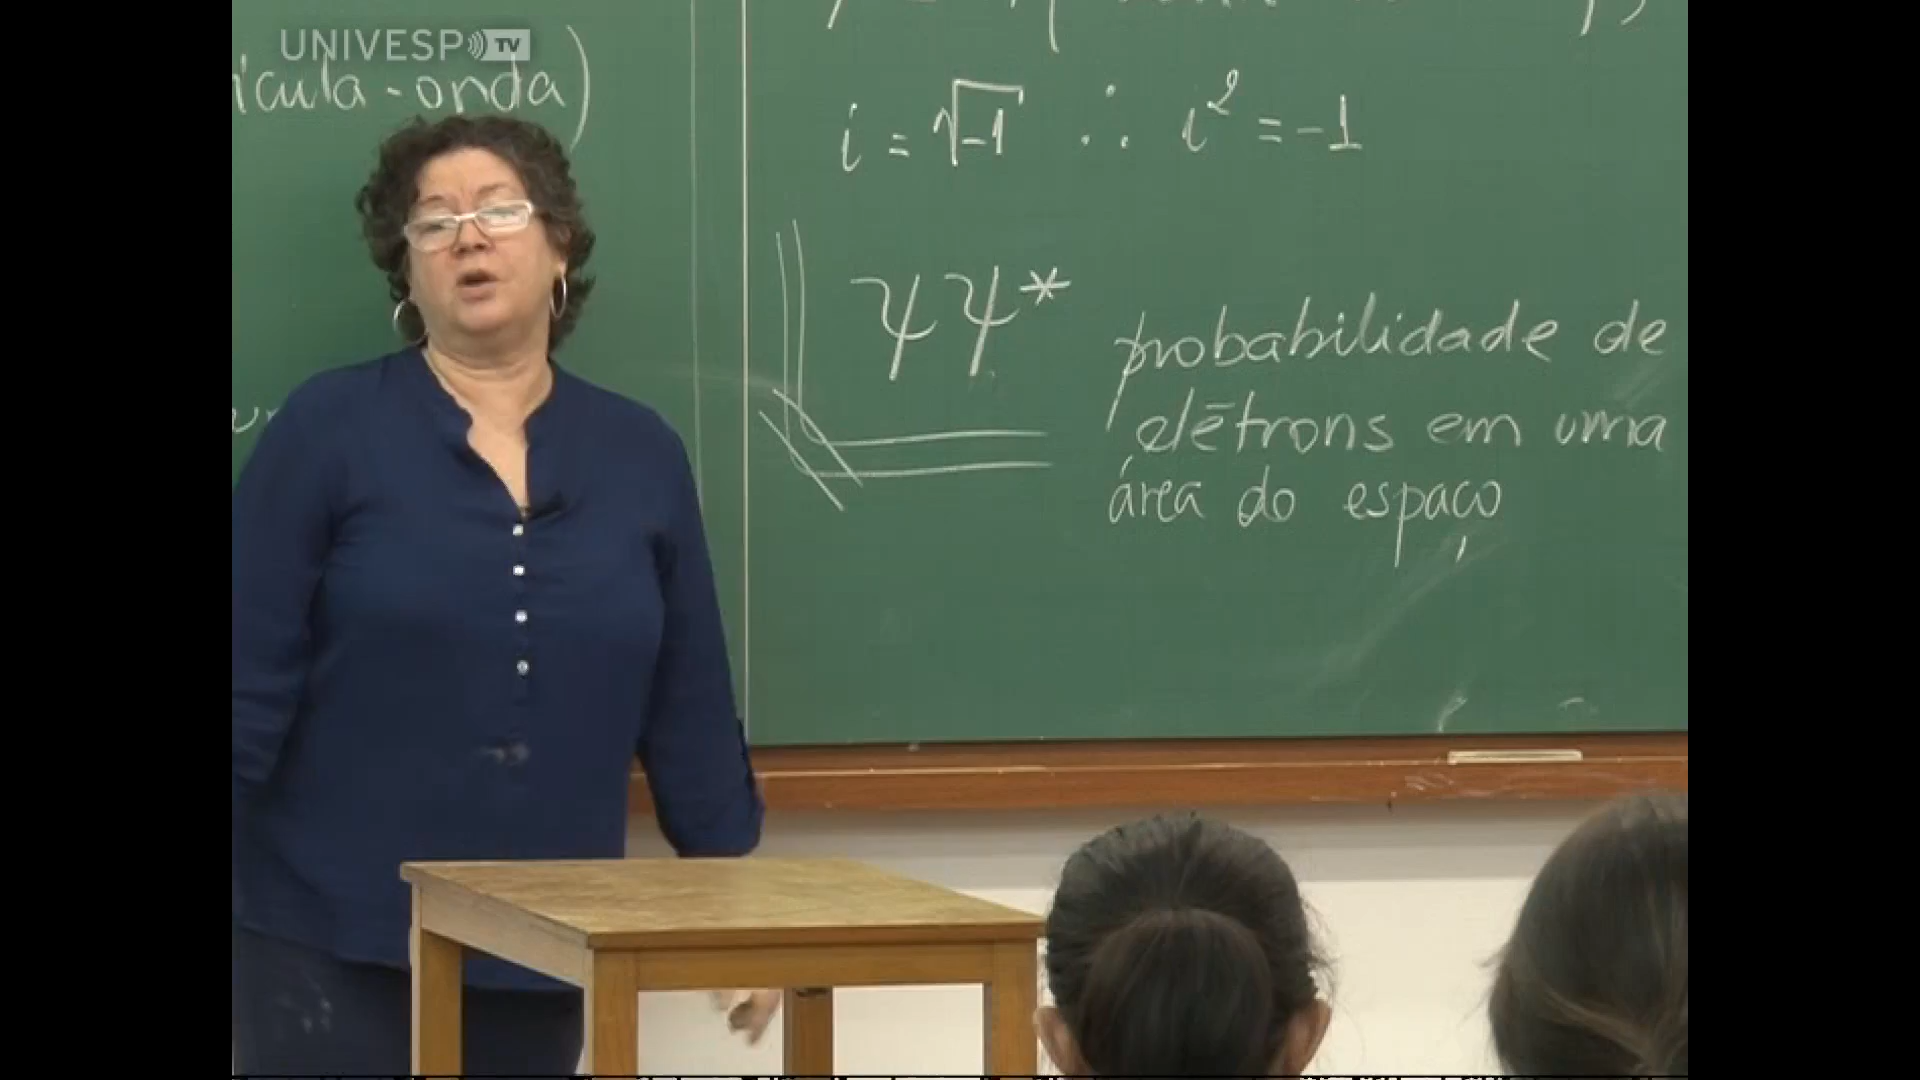 UNIVESP TV
ícula-onda)
i = √-1 ∴ i² = -1
ψψ*
probabilidade de
elétrons em uma
área do espaço